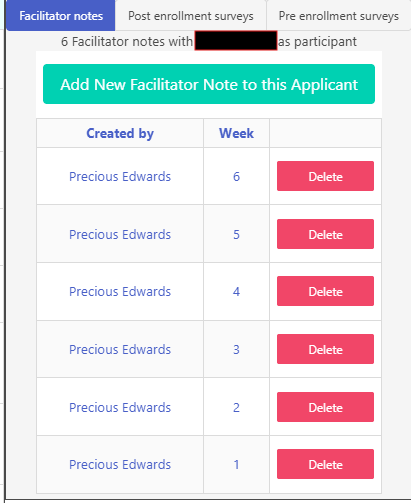 Facilitator notes Post enrollment surveys Pre enrollment surveys
6 Facilitator notes with as participant
Add New Facilitator Note to this Applicant
Created by Week
Precious Edwards 6 Delete
Precious Edwards 5 Delete
Precious Edwards 4 Delete
Precious Edwards 3 Delete
Precious Edwards 2 Delete
Precious Edwards 1 Delete